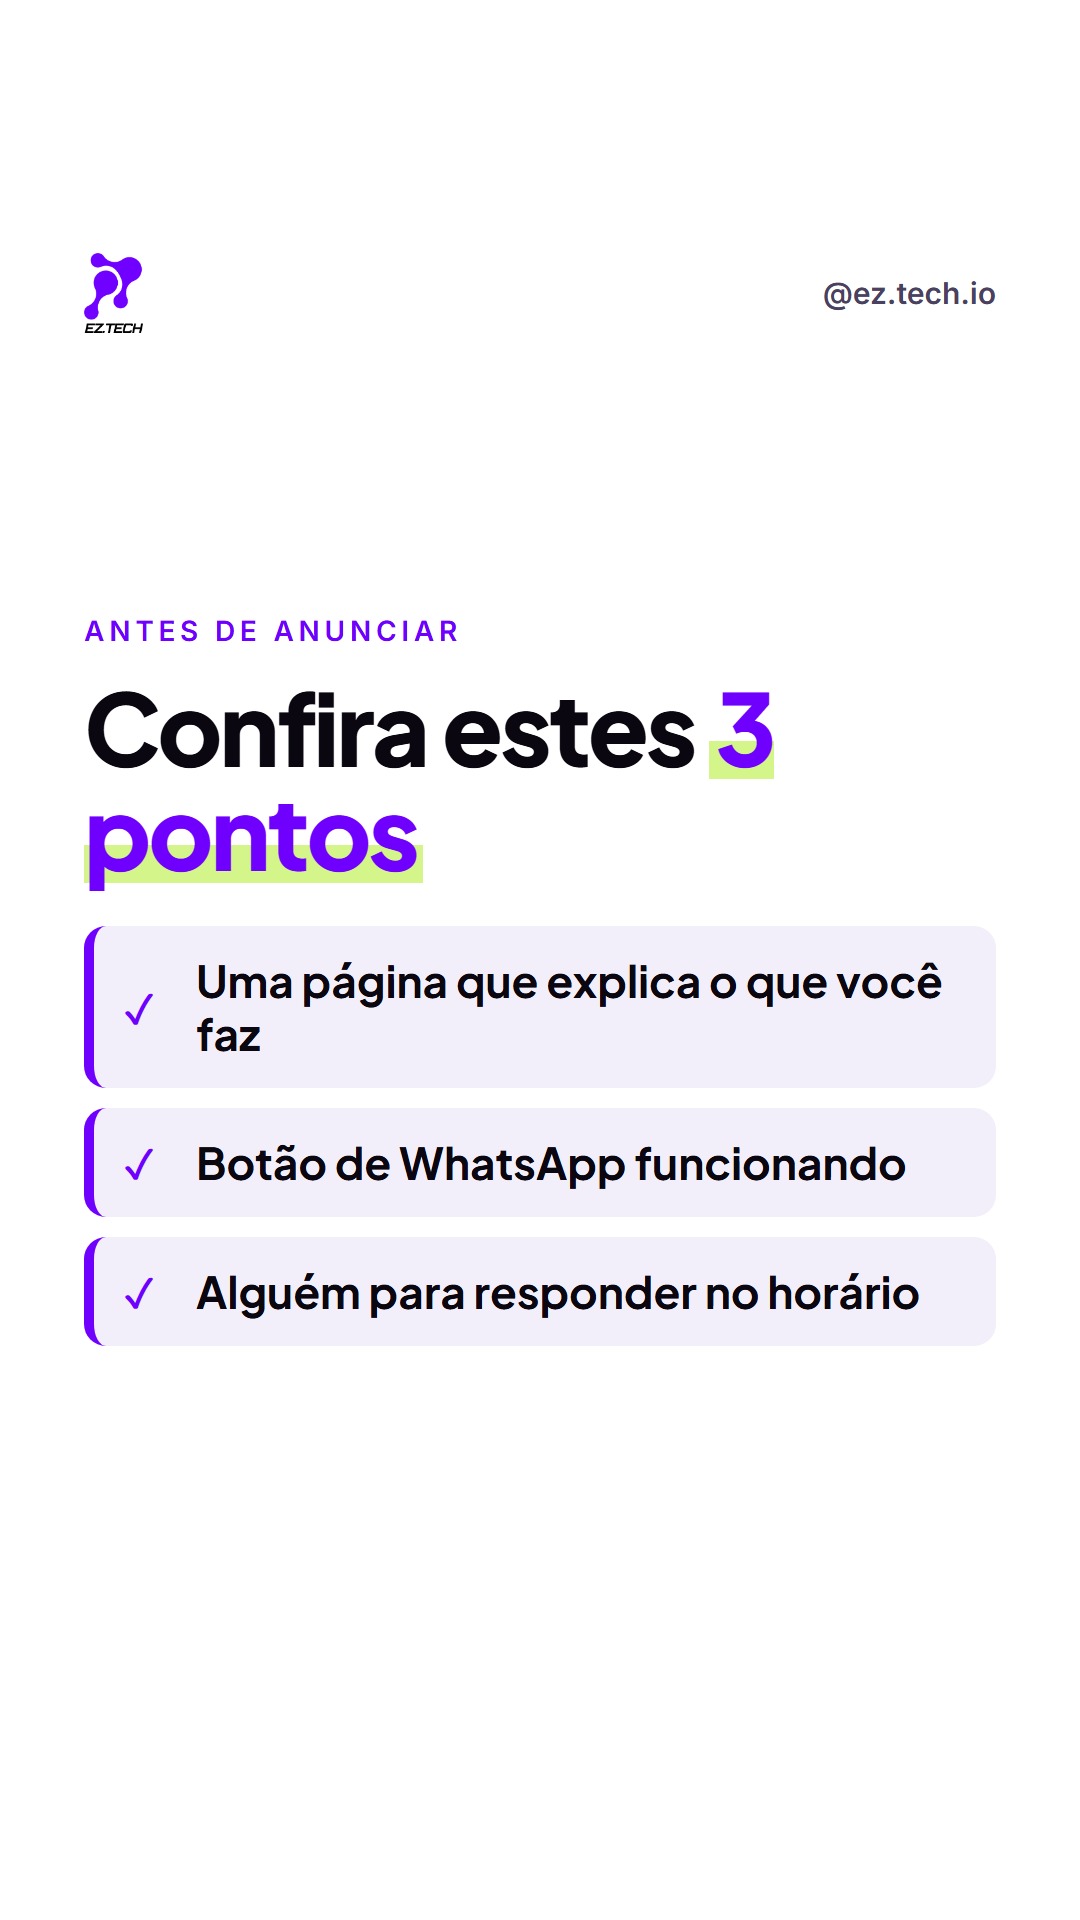 EZ.TECH
@ez.tech.io
ANTES DE ANUNCIAR
Confira estes 3
pontos
✓ Uma página que explica o que você
faz
✓ Botão de WhatsApp funcionando
✓ Alguém para responder no horário